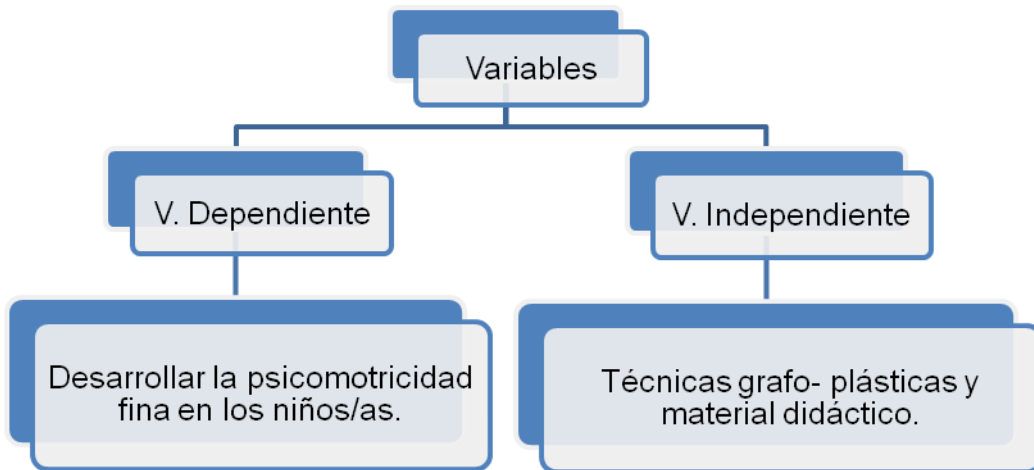 Variables
V. Dependiente
V. Independiente
Desarrollar la psicomotricidad
fina en los niños/as.
Técnicas grafo- plásticas y
material didáctico.